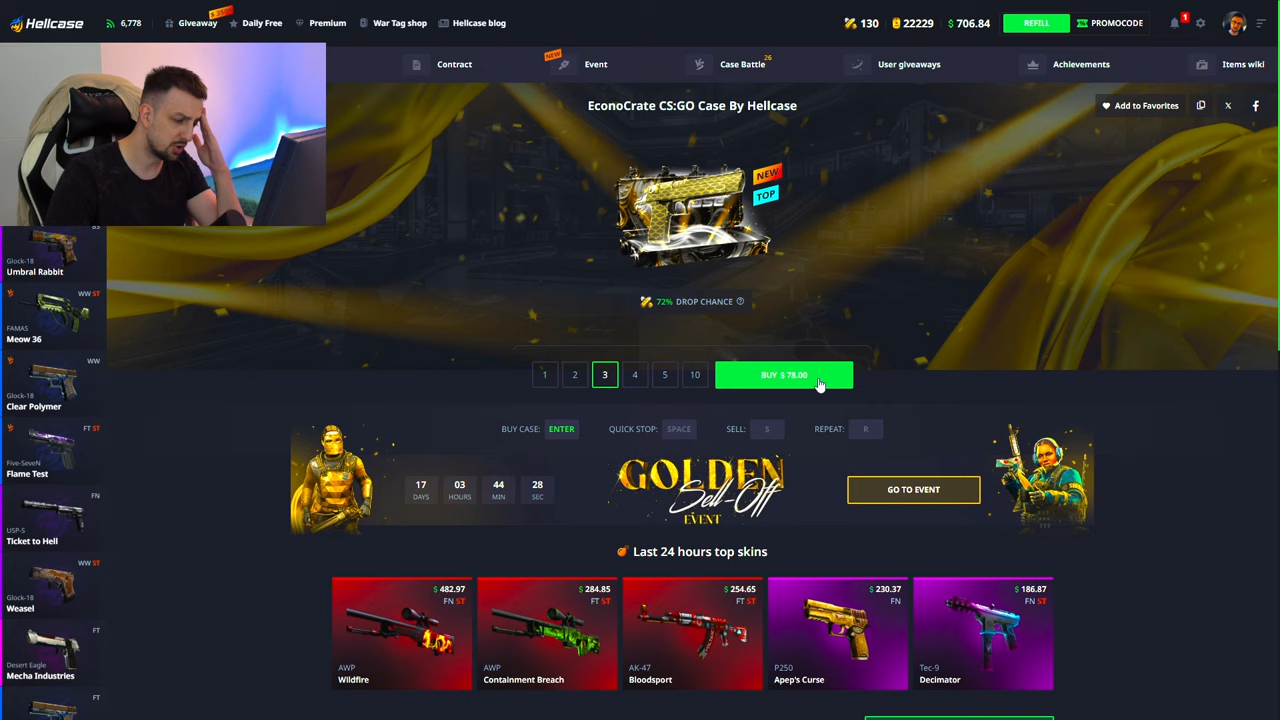 Hellcase
6,778
Giveaway
Daily Free
Premium
War Tag shop
Hellcase blog
130
22229
$ 706.84
REFILL
PROMOCODE
1
Contract
NEW
Event
Case Battle 26
User giveaways
Achievements
Items wiki
EconoCrate CS:GO Case By Hellcase
Add to Favorites
NEW
TOP
72% DROP CHANCE
1
2
3
4
5
10
BUY $ 78.00
BUY CASE: ENTER
QUICK STOP: SPACE
SELL: S
REPEAT: R
17
DAYS
03
HOURS
44
MIN
28
SEC
GOLDEN
Sell-Off
EVENT
GO TO EVENT
Last 24 hours top skins
$ 482.97
FN ST
AWP
Wildfire
$ 284.85
FT ST
AWP
Containment Breach
$ 254.65
FT ST
AK-47
Bloodsport
$ 230.37
FN
P250
Apep's Curse
$ 186.87
FN ST
Tec-9
Decimator
Glock-18
Umbral Rabbit
WW ST
FAMAS
Meow 36
WW
Glock-18
Clear Polymer
FT ST
Five-SeveN
Flame Test
FN
USP-S
Ticket to Hell
WW ST
Glock-18
Weasel
FT
Desert Eagle
Mecha Industries
FT